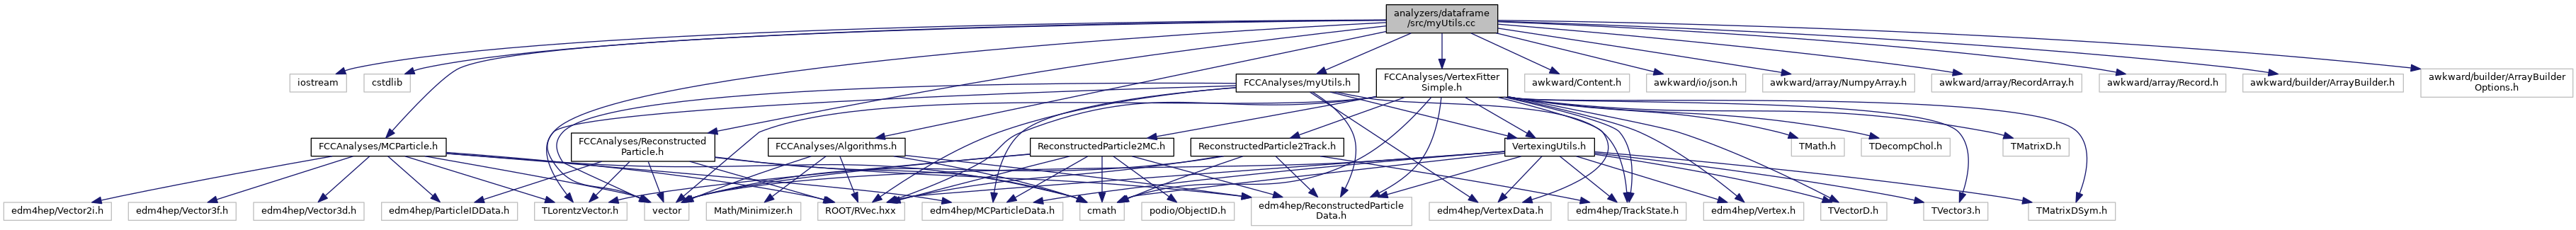 analyzers/dataframe
/src/myUtils.cc
iostream
cstdlib
FCCAnalyses/myUtils.h
FCCAnalyses/VertexFitter
Simple.h
awkward/Content.h
awkward/io/json.h
awkward/array/NumpyArray.h
awkward/array/RecordArray.h
awkward/array/Record.h
awkward/builder/ArrayBuilder.h
awkward/builder/ArrayBuilder
Options.h
FCCAnalyses/MCParticle.h
FCCAnalyses/Reconstructed
Particle.h
FCCAnalyses/Algorithms.h
ReconstructedParticle2MC.h
ReconstructedParticle2Track.h
VertexingUtils.h
TMath.h
TDecompChol.h
TMatrixD.h
edm4hep/Vector2i.h
edm4hep/Vector3f.h
edm4hep/Vector3d.h
edm4hep/ParticleIDData.h
TLorentzVector.h
vector
Math/Minimizer.h
ROOT/RVec.hxx
edm4hep/MCParticleData.h
cmath
podio/ObjectID.h
edm4hep/ReconstructedParticle
Data.h
edm4hep/VertexData.h
edm4hep/TrackState.h
edm4hep/Vertex.h
TVectorD.h
TVector3.h
TMatrixDSym.h